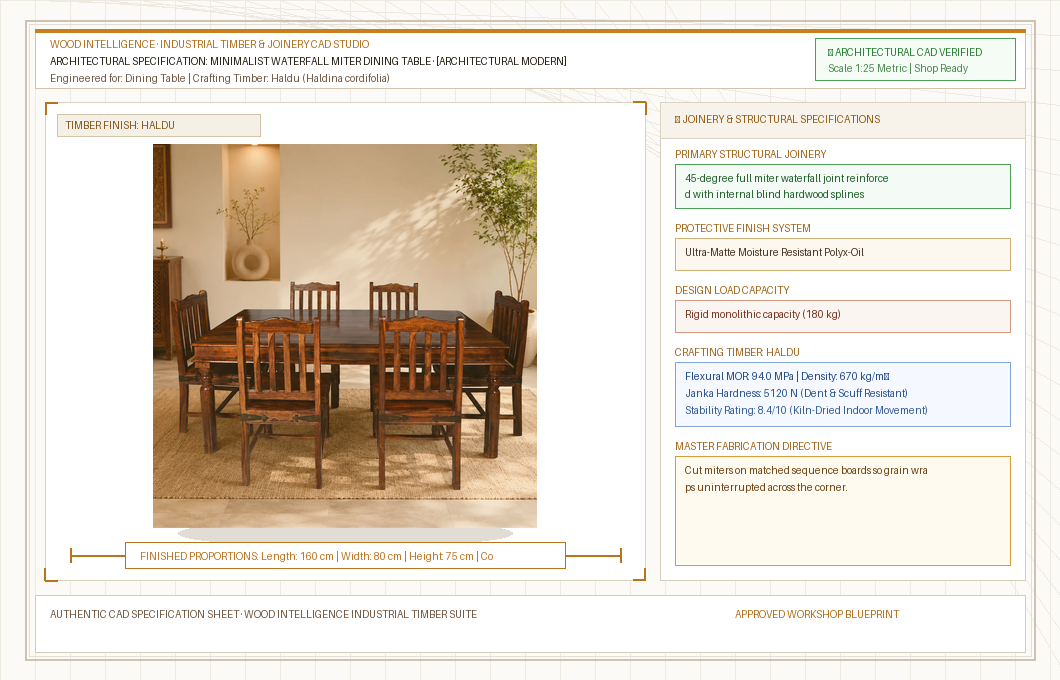 WOOD INTELLIGENCE · INDUSTRIAL TIMBER & JOINERY CAD STUDIO
ARCHITECTURAL SPECIFICATION: MINIMALIST WATERFALL MITER DINING TABLE · [ARCHITECTURAL MODERN]
Engineered for: Dining Table | Crafting Timber: Haldu (Haldina cordifolia)
ARCHITECTURAL CAD VERIFIED
Scale 1:25 Metric | Shop Ready
TIMBER FINISH: HALDU
FINISHED PROPORTIONS: Length: 160 cm | Width: 80 cm | Height: 75 cm | Co
JOINERY & STRUCTURAL SPECIFICATIONS
PRIMARY STRUCTURAL JOINERY
45-degree full miter waterfall joint reinforce
d with internal blind hardwood splines
PROTECTIVE FINISH SYSTEM
Ultra-Matte Moisture Resistant Polyx-Oil
DESIGN LOAD CAPACITY
Rigid monolithic capacity (180 kg)
CRAFTING TIMBER: HALDU
Flexural MOR: 94.0 MPa | Density: 670 kg/m
Janka Hardness: 5120 N (Dent & Scuff Resistant)
Stability Rating: 8.4/10 (Kiln-Dried Indoor Movement)
MASTER FABRICATION DIRECTIVE
Cut miters on matched sequence boards so grain wra
ps uninterrupted across the corner.
AUTHENTIC CAD SPECIFICATION SHEET · WOOD INTELLIGENCE INDUSTRIAL TIMBER SUITE
APPROVED WORKSHOP BLUEPRINT